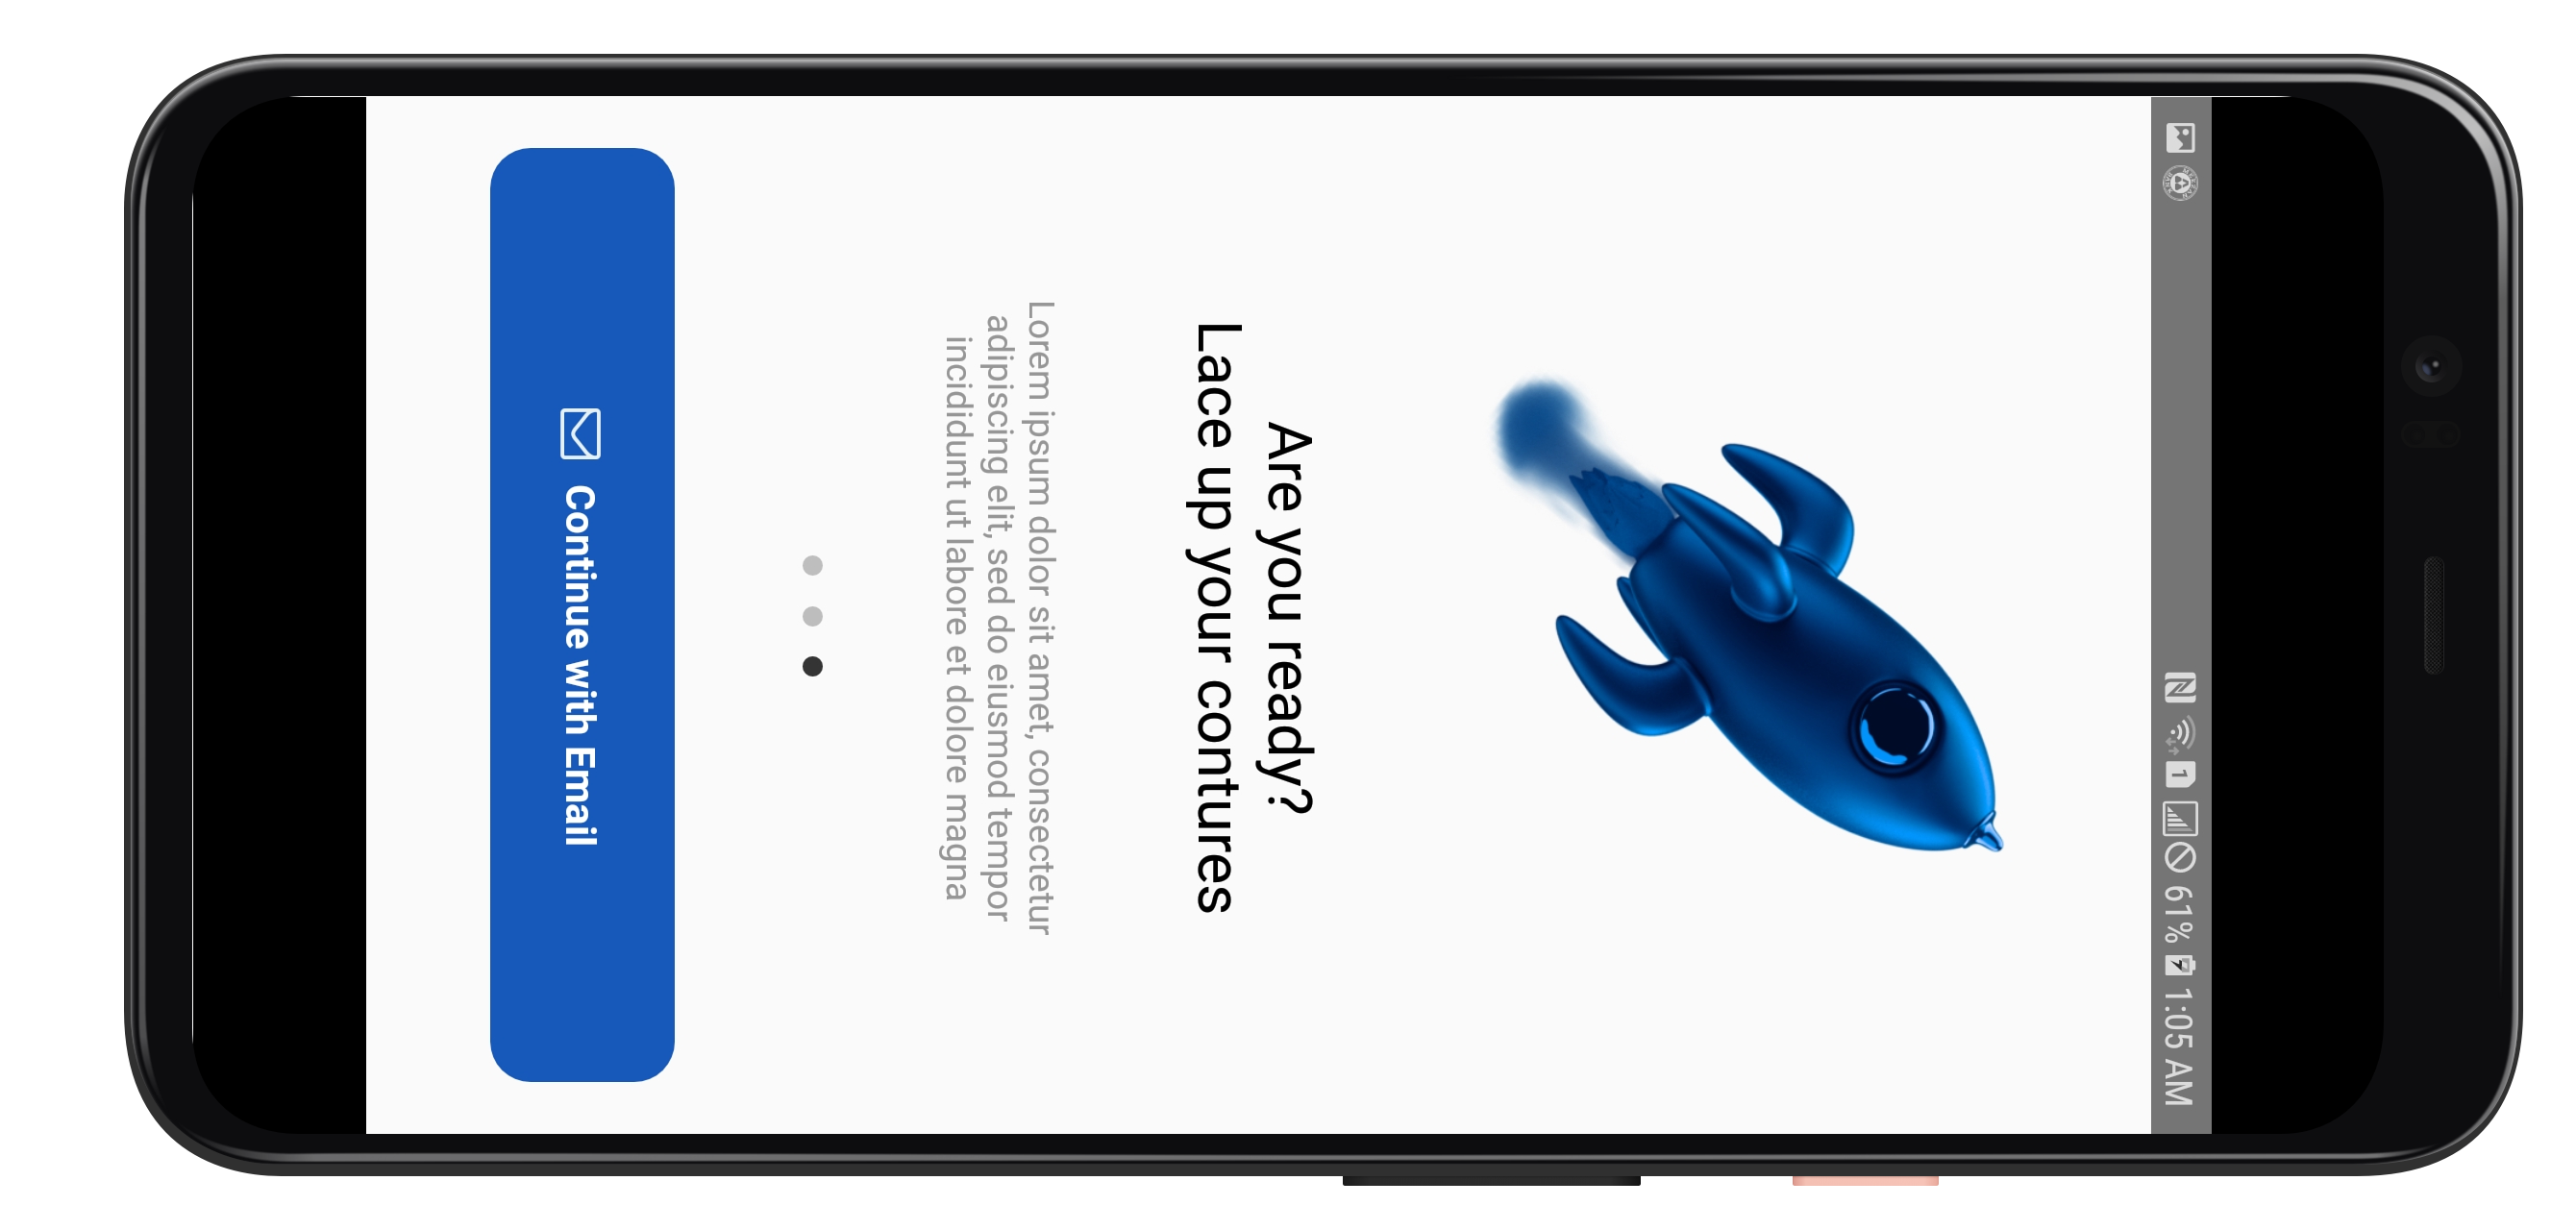 61% 1:05 AM
Are you ready?
Lace up your contures
Lorem ipsum dolor sit amet, consectetur
adipiscing elit, sed do eiusmod tempor
incididunt ut labore et dolore magna
Continue with Email